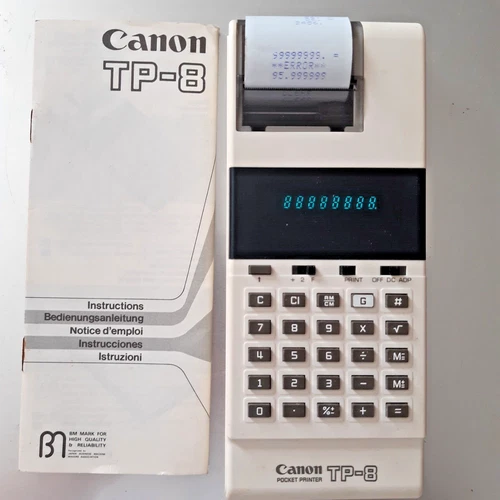 Canon
TP-8
Instructions
Bedienungsanleitung
Notice d'emploi
Instrucciones
Istruzioni
BM MARK FOR
HIGH QUALITY
& RELIABILITY
99999999. =
**ERROR**
95.999999
88888888.
1 + 2 F PRINT OFF DC ADP
C CI RM CM G #
7 8 9 X √
4 5 6 ÷ M=
1 2 3 - M±
0 . + =
Canon
POCKET PRINTER TP-8